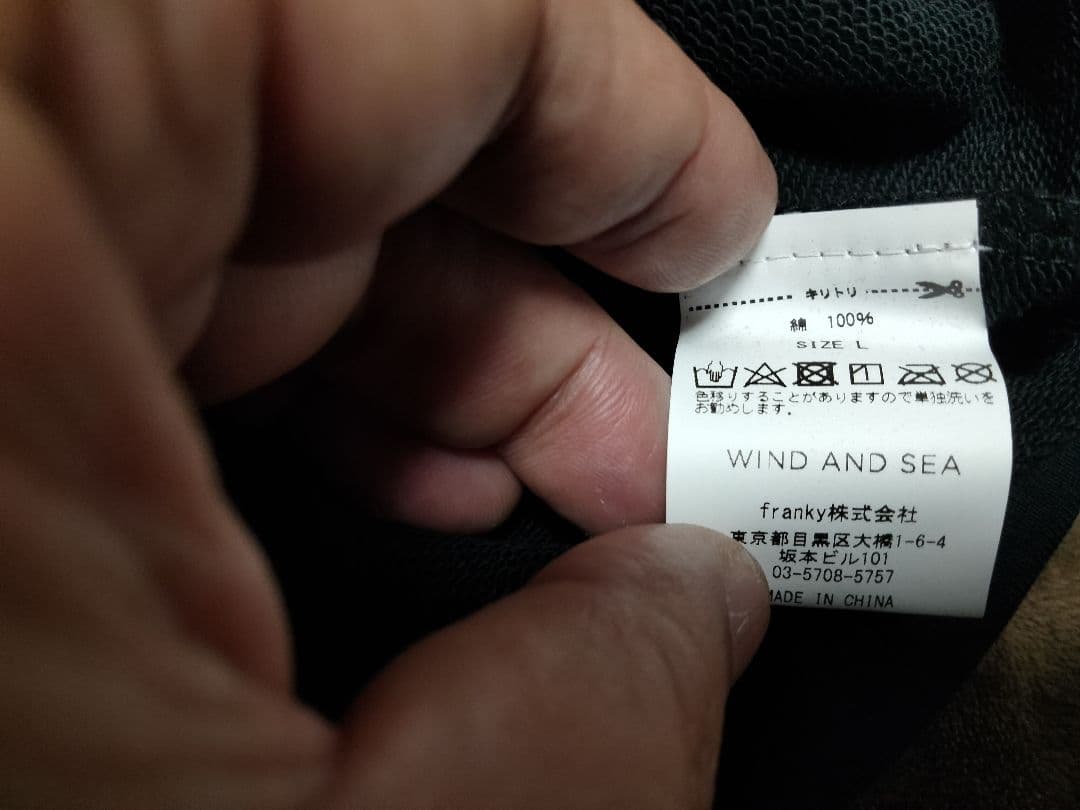 キリトリ
綿 100%
SIZE L
色移りすることがありますので単独洗いを
お勧めします。
WIND AND SEA
franky株式会社
東京都目黒区大橋1-6-4
坂本ビル101
03-5708-5757
MADE IN CHINA